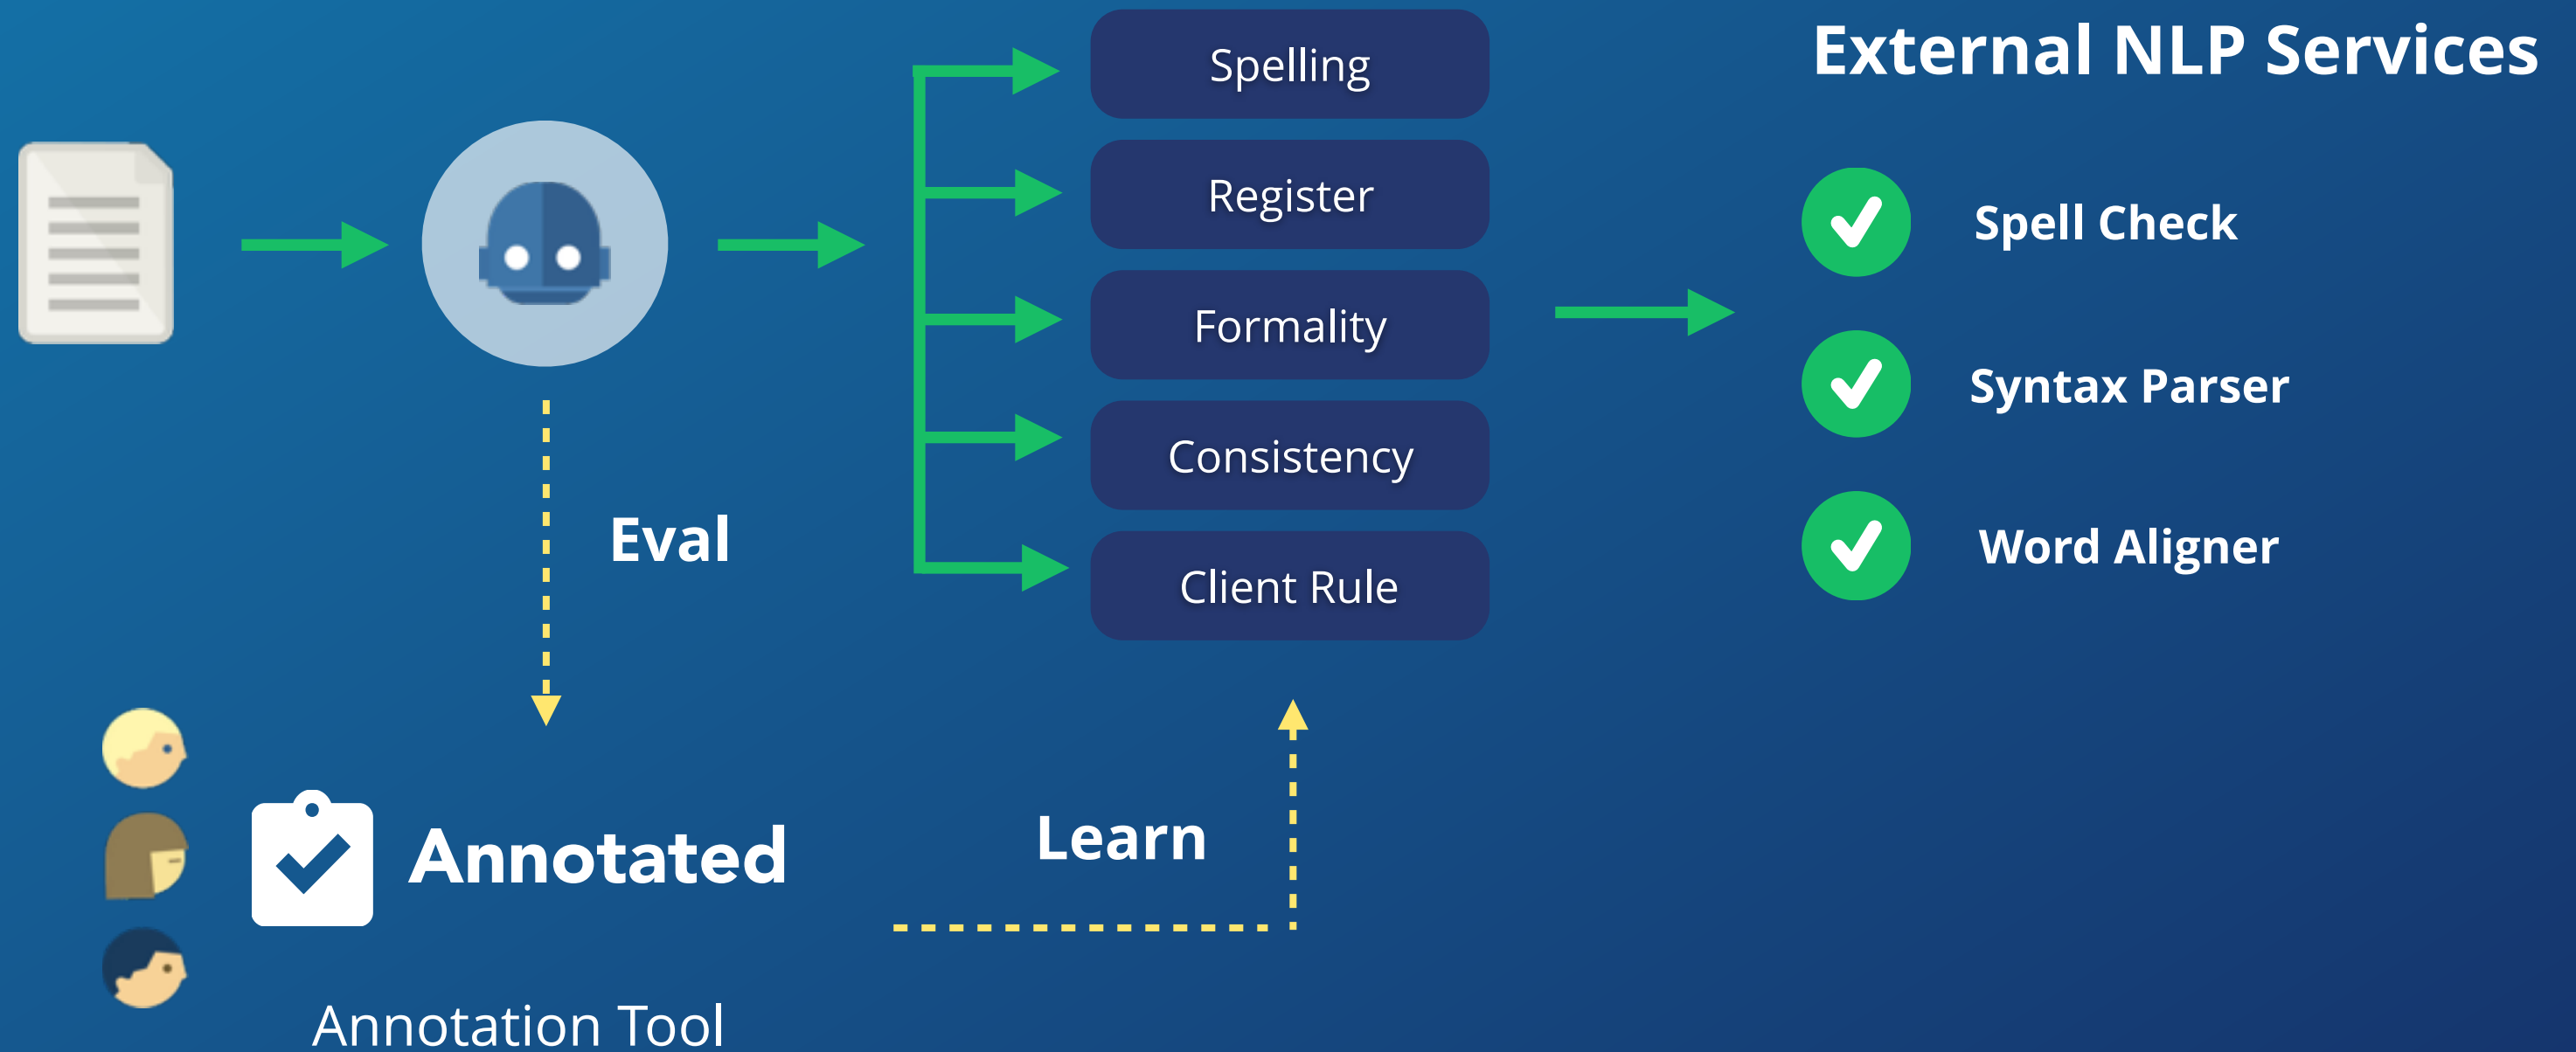 Spelling
Register
Formality
Consistency
Client Rule
External NLP Services
Spell Check
Syntax Parser
Word Aligner
Eval
Learn
Annotated
Annotation Tool